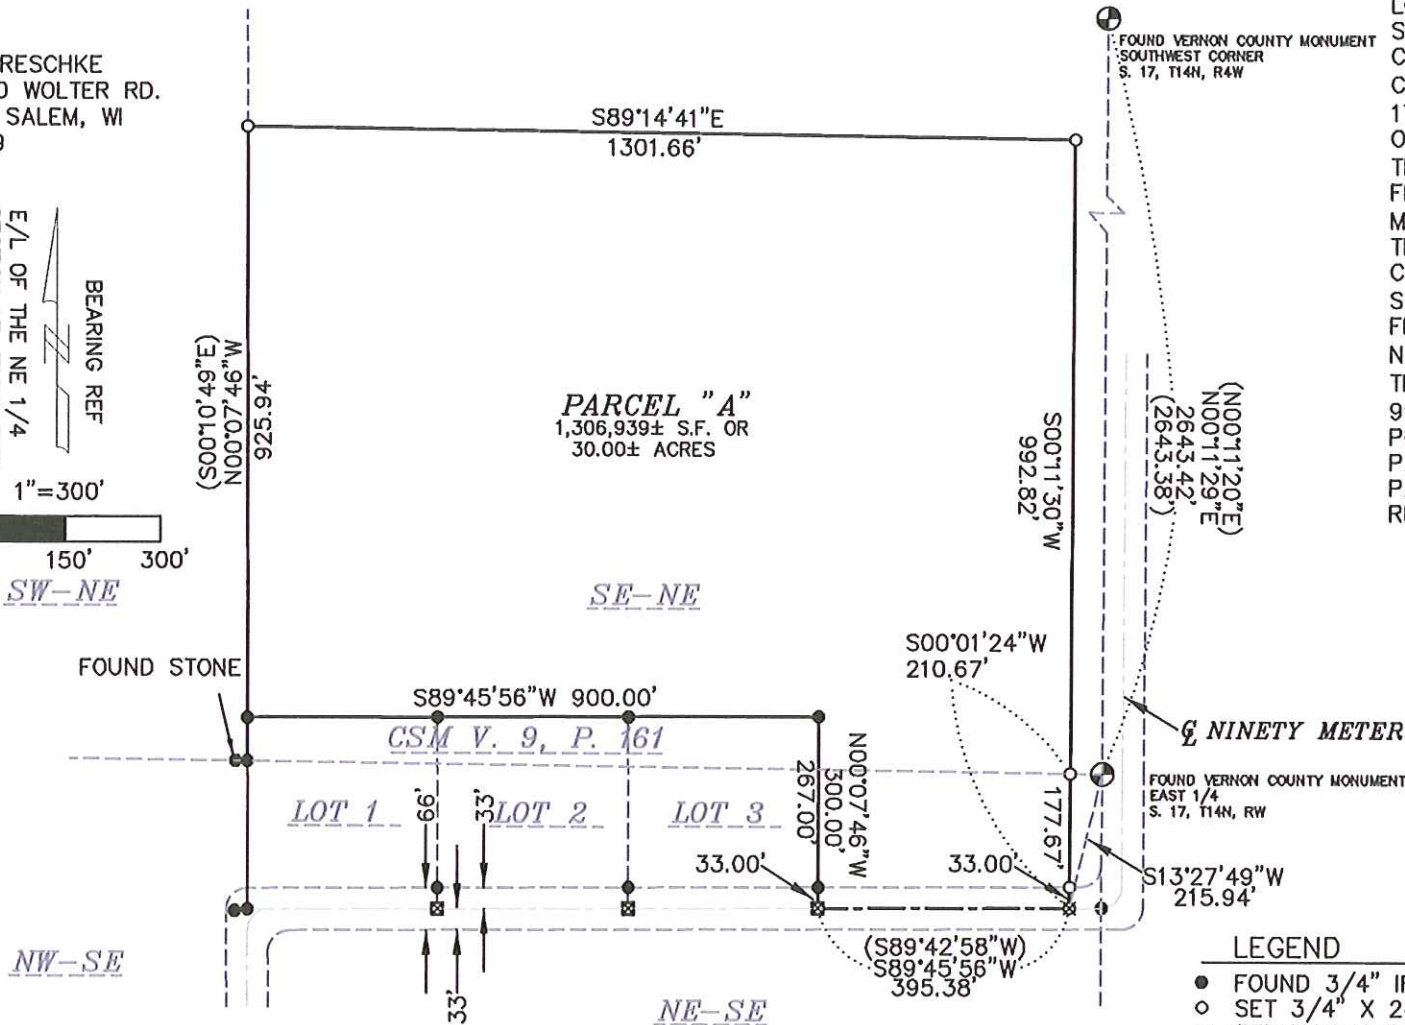 FOUND VERNON COUNTY MONUMENT
SOUTHWEST CORNER
S. 17, T14N, R4W
RESCHKE
WOLTER RD.
SALEM, WI
S89°14'41"E
1301.66'
BEARING REF
E/L OF THE NE 1/4
1"=300'
150' 300'
(S00°10'49"E)
N00°07'46"W
925.94'
PARCEL "A"
1,306,939± S.F. OR
30.00± ACRES
S00°11'30"W
992.82'
(N00°11'20"E)
N00°11'29"E
2643.42'
(2643.38')
SW-NE
SE-NE
S00°01'24"W
210.67'
FOUND STONE
S89°45'56"W 900.00'
CSM V. 9, P. 161
℄ NINETY METER
FOUND VERNON COUNTY MONUMENT
EAST 1/4
S. 17, T14N, RW
LOT 1
66'
33'
LOT 2
LOT 3
N00°07'46"W
300.00'
267.00'
177.67'
33.00'
33.00'
S13°27'49"W
215.94'
(S89°42'58"W)
S89°45'56"W
395.38'
33'
NW-SE
NE-SE
LEGEND
FOUND 3/4"
SET 3/4" X